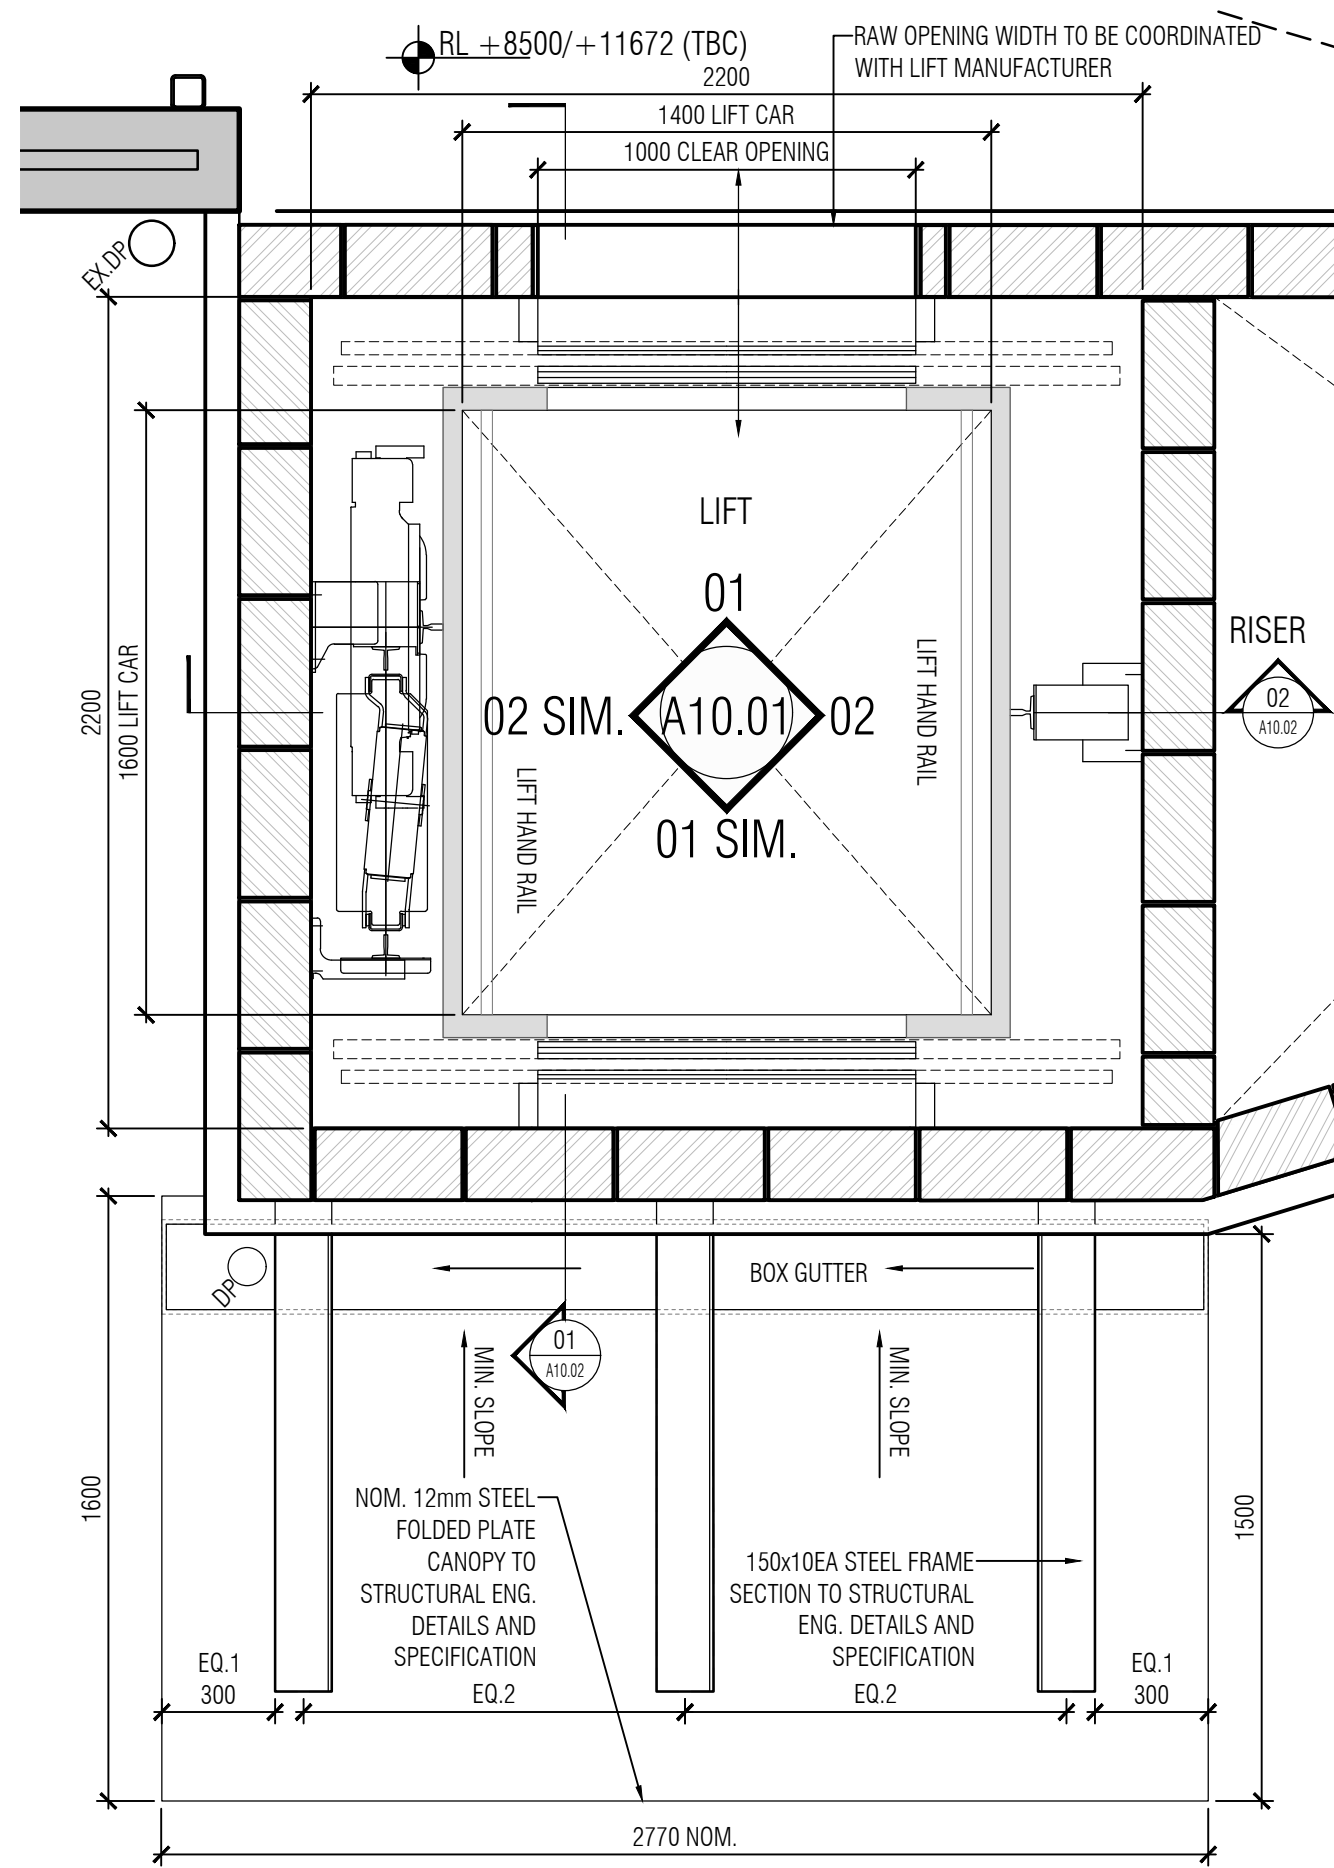 RL +8500/+11672 (TBC)
RAW OPENING WIDTH TO BE COORDINATED
WITH LIFT MANUFACTURER
2200
1400 LIFT CAR
1000 CLEAR OPENING
EX.DP
LIFT
01
02 SIM.
A10.01
02
01 SIM.
LIFT HAND RAIL
LIFT HAND RAIL
RISER
02
A10.02
2200
1600 LIFT CAR
DP
BOX GUTTER
01
A10.02
MIN. SLOPE
MIN. SLOPE
1600
1500
NOM. 12mm STEEL
FOLDED PLATE
CANOPY TO
STRUCTURAL ENG.
DETAILS AND
SPECIFICATION
150x10EA STEEL FRAME
SECTION TO STRUCTURAL
ENG. DETAILS AND
SPECIFICATION
EQ.1
300
EQ.2
EQ.2
EQ.1
300
2770 NOM.